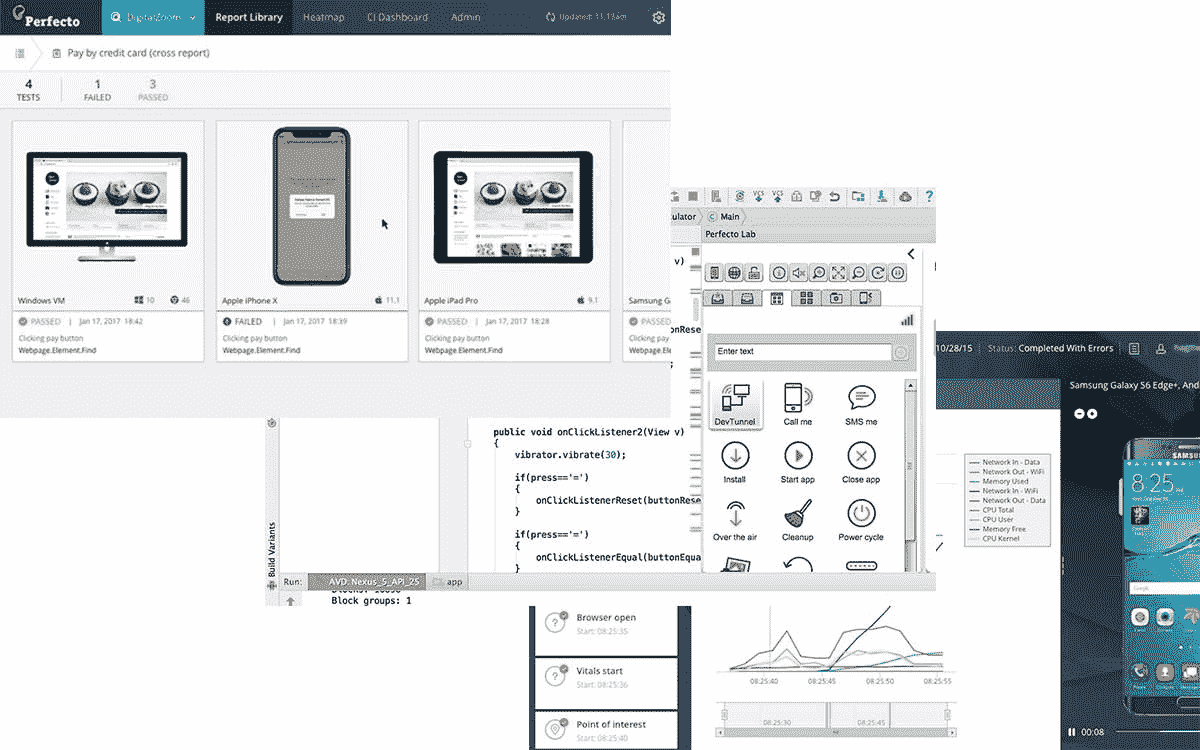 Perfecto
DigitalZoom
Report Library
Heatmap
CI Dashboard
Admin
Updated: 11:13am
Pay by credit card (cross report)
4
TESTS
1
FAILED
3
PASSED
Windows VM
10
46
PASSED | Jan 17, 2017 18:42
Clicking pay button
Webpage.Element.Find
Apple iPhone X
11.1
FAILED | Jan 17, 2017 18:39
Clicking pay button
Webpage.Element.Find
Apple iPad Pro
9.1
PASSED | Jan 17, 2017 18:28
Clicking pay button
Webpage.Element.Find
Samsung G
PASSED
Clicking pay
Webpage.Ele
VCS
VCS
?
ulator
C Main
Perfecto Lab
v)
onRese
Enter text
DevTunnel
Call me
SMS me
Install
Start app
Close app
Over the air
Cleanup
Power cycle
public void onClickListener2(View v)
{
vibrator.vibrate(30);
if(press=='=')
{
onClickListenerReset(buttonRese
}
if(press=='=')
{
onClickListenerEqual(buttonEqua
}
Build Variants
Run:
AVD: Nexus_5_API_25
app
Block groups: 1
10/28/15
Status: Completed With Errors
Samsung Galaxy S6 Edge+, And
Network In - Data
Network Out - WiFi
Memory Used
Network In - WiFi
Network Out - Data
CPU Total
CPU User
Memory Free
CPU Kernel
SAMSU
8:25
Google
00:08
Browser open
Start: 08:25:35
Vitals start
Start: 08:25:36
Point of interest
Start: 08:25:40
08:25:40
08:25:45
08:25:50
08:25:55
08:25:30
08:25:45